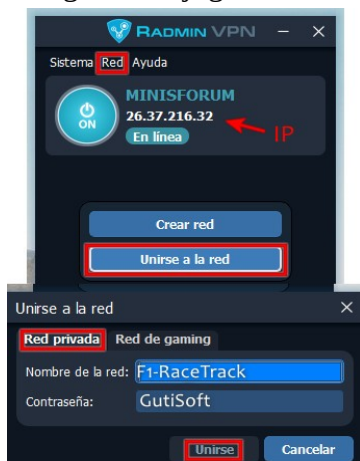 RADMIN VPN
Sistema Red Ayuda
MINISFORUM
ON
26.37.216.32
IP
En línea
Crear red
Unirse a la red
Unirse a la red
Red privada Red de gaming
Nombre de la red: F1-RaceTrack
Contraseña: GutiSoft
Unirse Cancelar